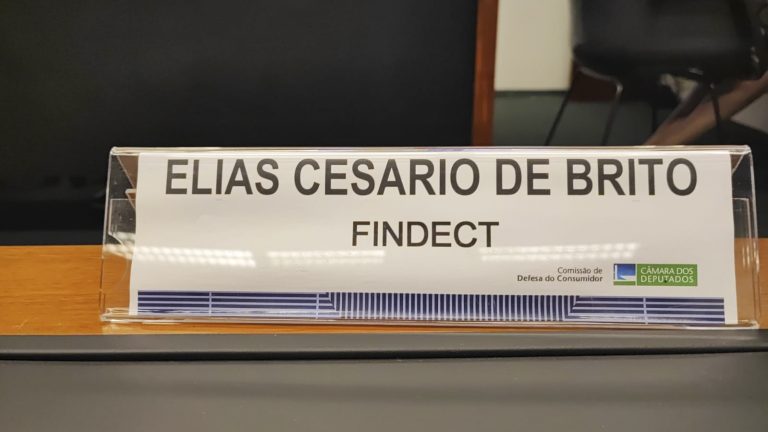 ELIAS CESARIO DE BRITO
FINDECT
Comissão de
Defesa do Consumidor
CÂMARA DOS
DEPUTADOS